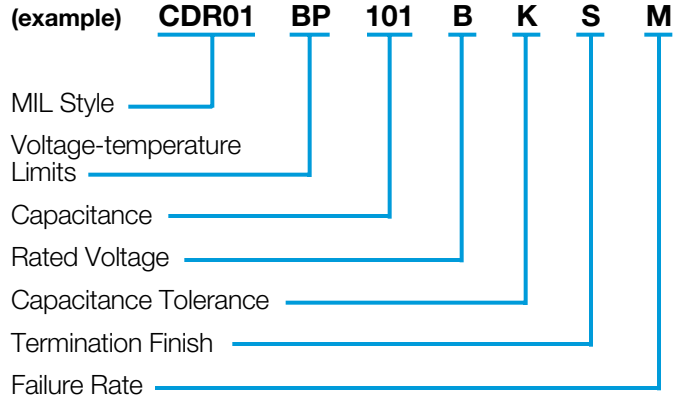 (example) CDR01 BP 101 B K S M
MIL Style
Voltage-temperature
Limits
Capacitance
Rated Voltage
Capacitance Tolerance
Termination Finish
Failure Rate